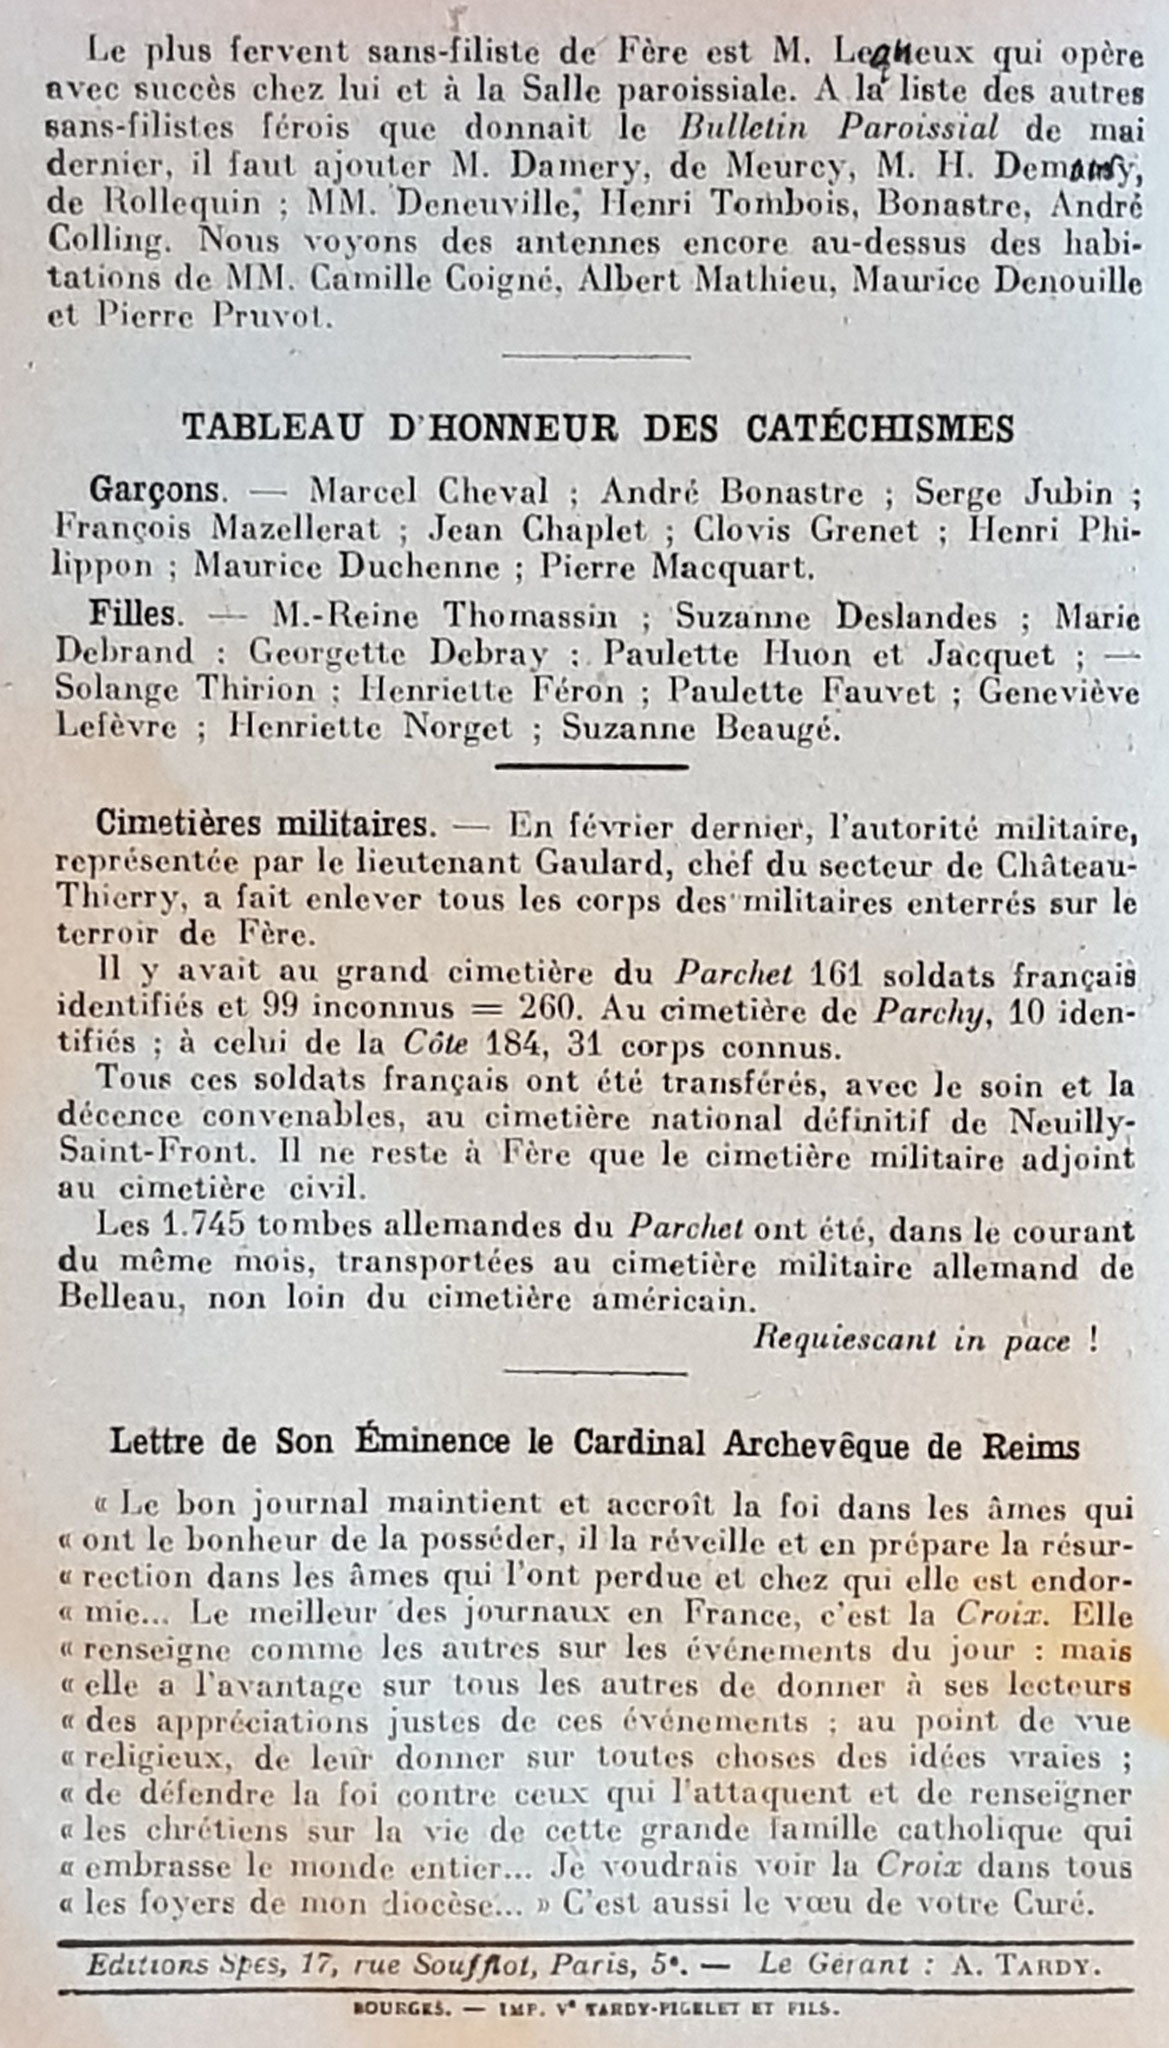 Le plus fervent sans-filiste de Fère est M. Lequeux qui opère
avec succès chez lui et à la Salle paroissiale. A la liste des autres
sans-filistes férois que donnait le Bulletin Paroissial de mai
dernier, il faut ajouter M. Damery, de Meurcy, M. H.
de Rollequin ; MM. Deneuville, Henri Tombois, Bonastre, André
Colling. Nous voyons des antennes encore au-dessus des habi-
tations de MM. Camille Coigné, Albert Mathieu, Maurice Denouille
et Pierre Pruvot.
TABLEAU D'HONNEUR DES CATÉCHISMES
Garçons. — Marcel Cheval ; André Bonastre ; Serge Jubin ;
François Mazellerat ; Jean Chaplet ; Clovis Grenet ; Henri Phi-
lippon ; Maurice Duchenne ; Pierre Macquart.
Filles. — M.-Reine Thomassin ; Suzanne Deslandes ; Marie
Debrand : Georgette Debray ; Paulette Huon et Jacquet ; —
Solange Thirion ; Henriette Féron ; Paulette Fauvet ; Geneviève
Lefèvre ; Henriette Norget ; Suzanne Beaugé.
Cimetières militaires. — En février dernier, l'autorité militaire,
représentée par le lieutenant Gaulard, chef du secteur de Château-
Thierry, a fait enlever tous les corps des militaires enterrés sur le
terroir de Fère.
Il y avait au grand cimetière du Parchet 161 soldats français
identifiés et 99 inconnus = 260. Au cimetière de Parchy, 10 iden-
tifiés ; à celui de la Côte 184, 31 corps connus.
Tous ces soldats français ont été transférés, avec le soin et la
décence convenables, au cimetière national définitif de Neuilly-
Saint-Front. Il ne reste à Fère que le cimetière militaire adjoint
au cimetière civil.
Les 1.745 tombes allemandes du Parchet ont été, dans le courant
du même mois, transportées au cimetière militaire allemand de
Belleau, non loin du cimetière américain.
Requiescant in pace !
Lettre de Son Éminence le Cardinal Archevêque de Reims
« Le bon journal maintient et accroît la foi dans les âmes qui
« ont le bonheur de la posséder, il la réveille et en prépare la résur-
« rection dans les âmes qui l'ont perdue et chez qui elle est endor-
« mie... Le meilleur des journaux en France, c'est la Croix. Elle
« renseigne comme les autres sur les événements du jour : mais
« elle a l'avantage sur tous les autres de donner à ses lecteurs
« des appréciations justes de ces événements ; au point de vue
« religieux, de leur donner sur toutes choses des idées vraies ;
« de défendre la foi contre ceux qui l'attaquent et de renseigner
« les chrétiens sur la vie de cette grande famille catholique qui
« embrasse le monde entier... Je voudrais voir la Croix dans tous
« les foyers de mon diocèse... » C'est aussi le vœu de votre Curé.
Editions Spes, 17, rue Soufflot, Paris, 5e. — Le Gérant : A. TARDY.
BOURGES. — IMP. Ve TARDY-PIGELET ET FILS.